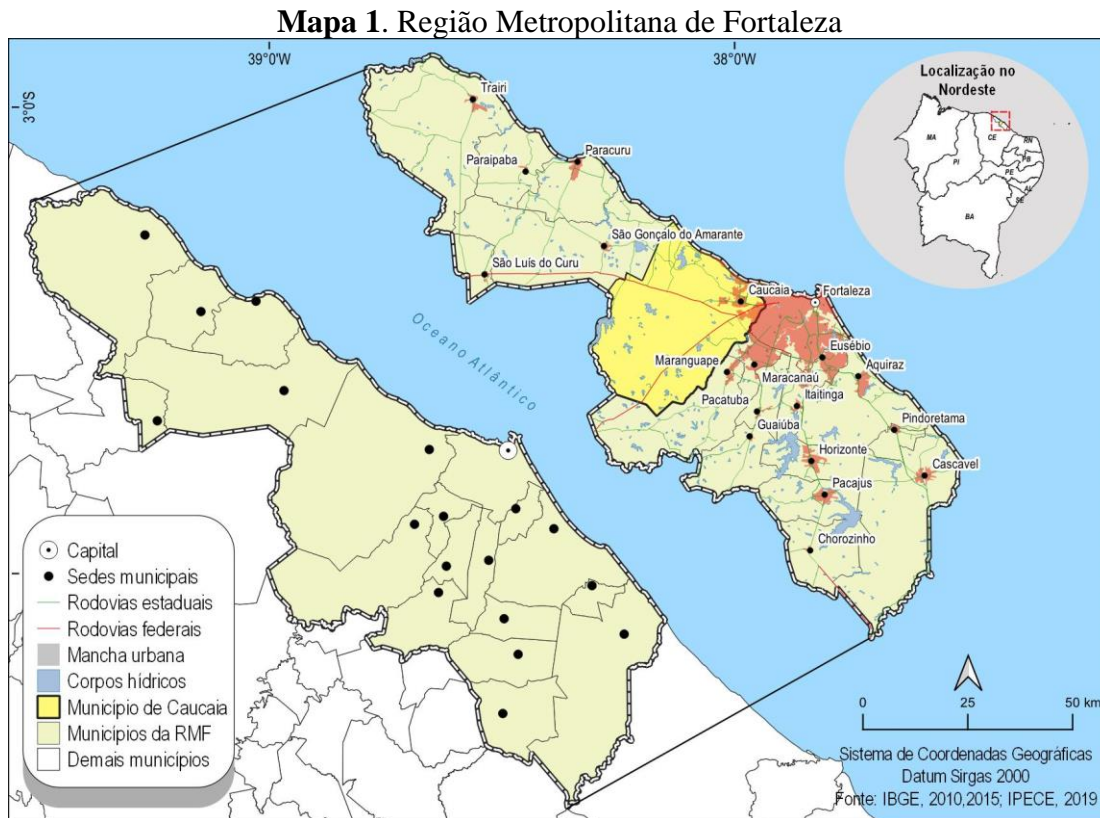 Mapa 1. Região Metropolitana de Fortaleza
39°0'W
38°0'W
3°0'S
Localização no
Nordeste
MA
CE
RN
PB
PI
PE
AL
SE
BA
Trairi
Paraipaba
Paracuru
São Gonçalo do Amarante
São Luís do Curu
Caucaia
Fortaleza
Oceano Atlântico
Eusébio
Maranguape
Aquiraz
Maracanaú
Itaitinga
Pacatuba
Guaiúba
Pindoretama
Horizonte
Cascavel
Pacajus
Chorozinho
Capital
Sedes municipais
Rodovias estaduais
Rodovias federais
Mancha urbana
Corpos hídricos
Município de Caucaia
Municípios da RMF
Demais municípios
0 25 50 km
Sistema de Coordenadas Geográficas
Datum Sirgas 2000
Fonte: IBGE, 2010,2015; IPECE, 2019